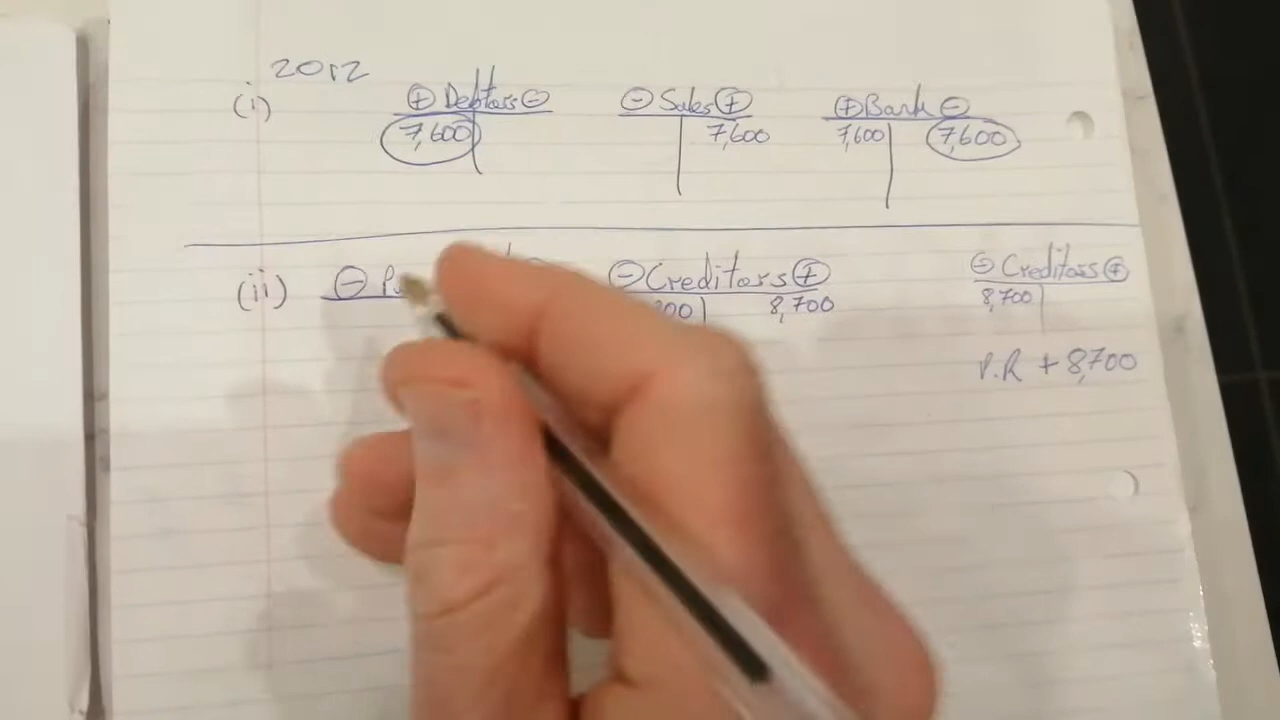 2012
(i) ⊕ Debtors ⊖ ⊖ Sales ⊕ ⊕ Bank ⊖
7,600 7,600 7,600 7,600
(ii) ⊖ ⊖ Creditors ⊕ ⊖ Creditors ⊕
8,700 8,700
P.R + 8,700